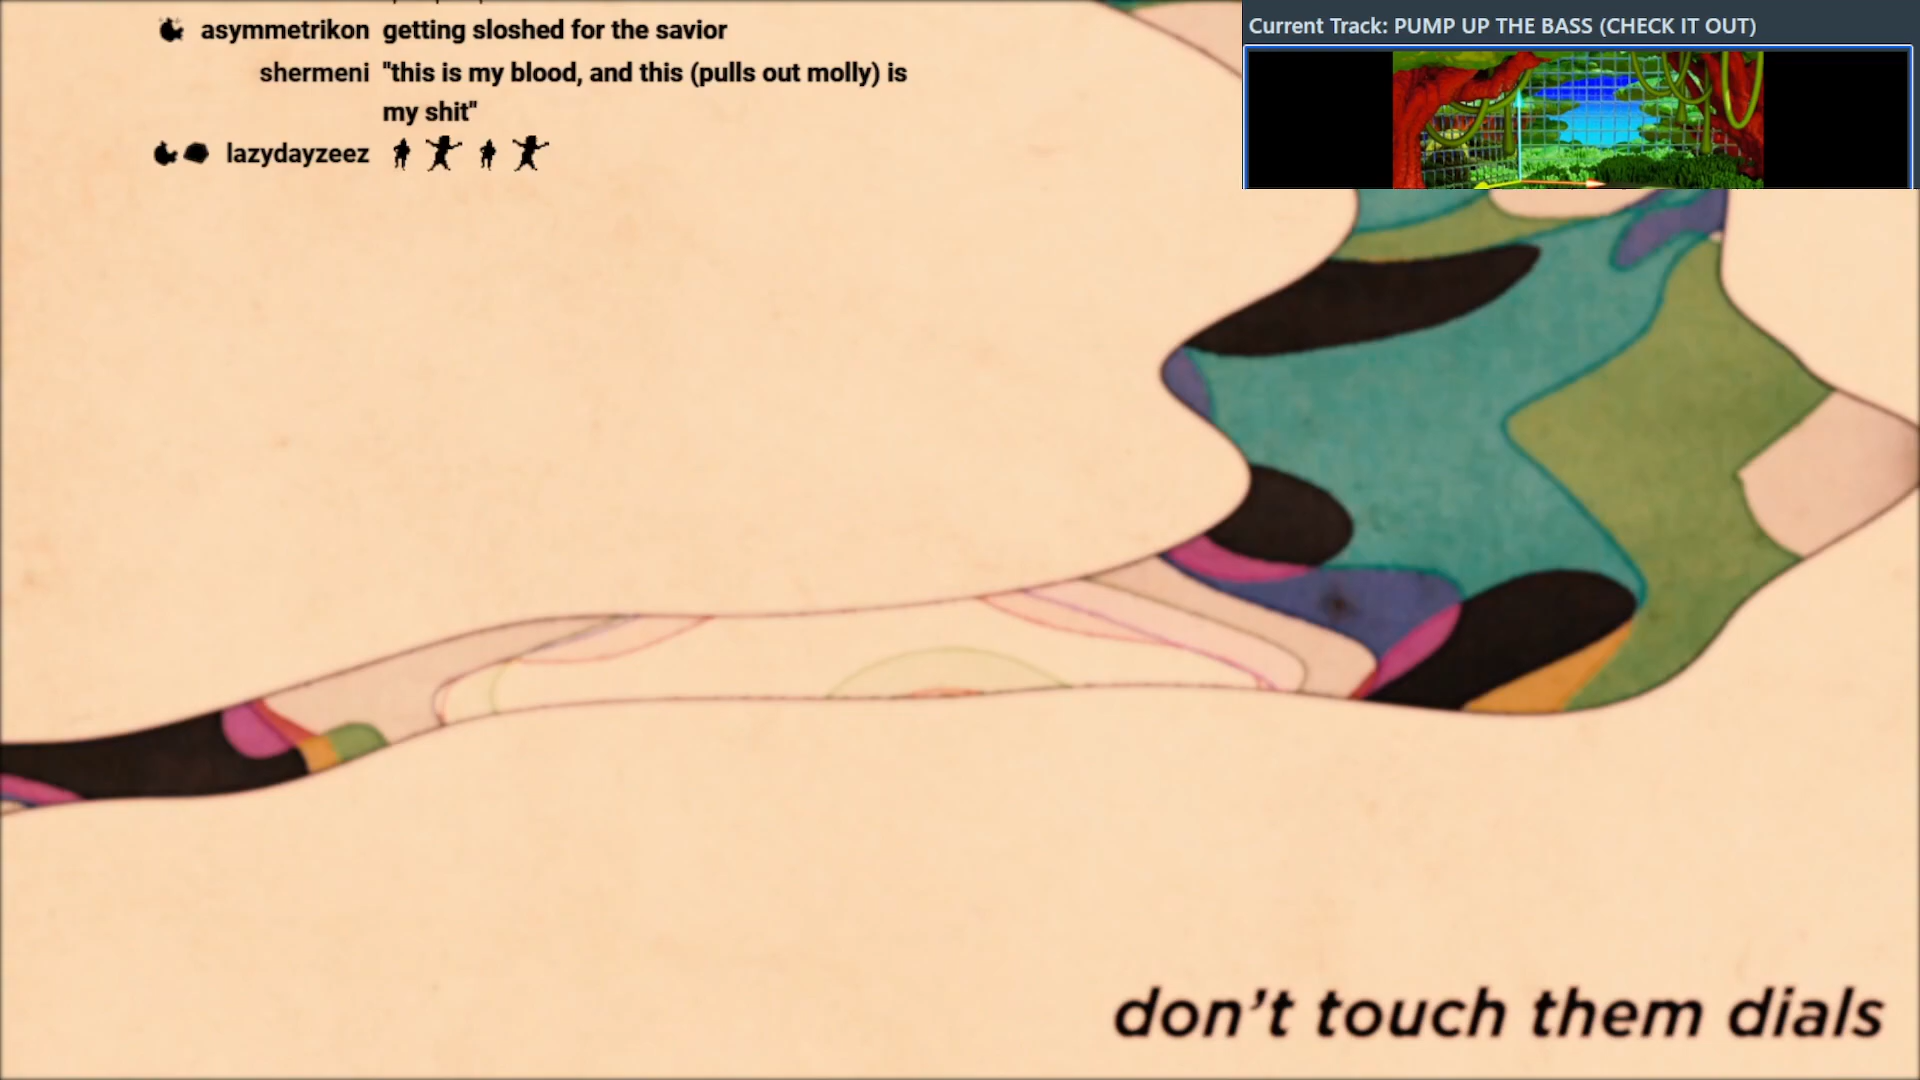 asymmetrikon getting sloshed for the savior
shermeni "this is my blood, and this (pulls out molly) is
my shit"
lazydayzeez
Current Track: PUMP UP THE BASS (CHECK IT OUT)
don't touch them dials